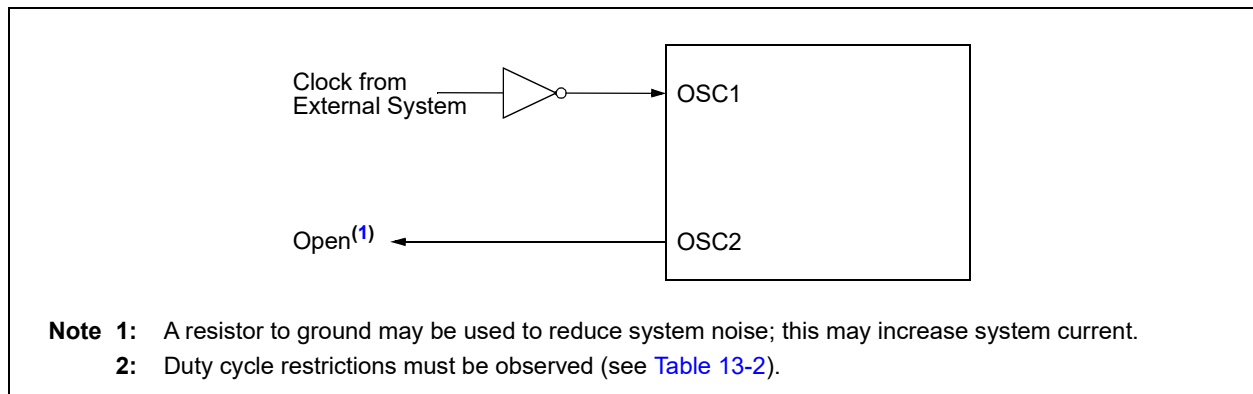 Clock from
External System
OSC1
Open(1)
OSC2
Note 1: A resistor to ground may be used to reduce system noise; this may increase system current.
2: Duty cycle restrictions must be observed (see Table 13-2).